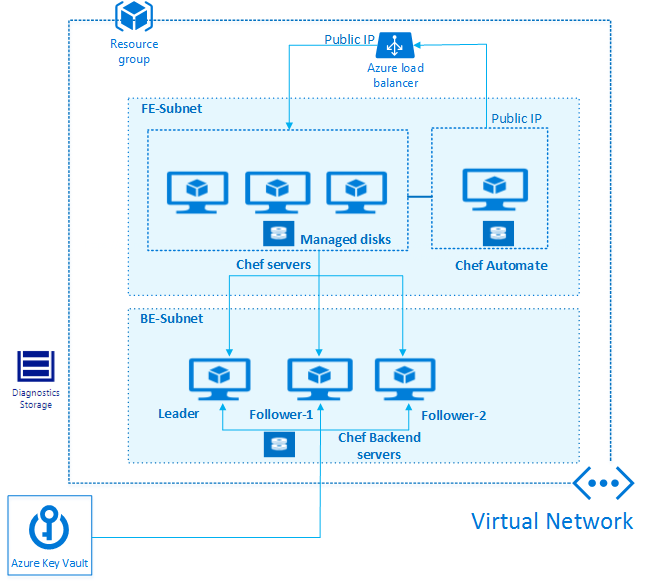 Resource
group
Public IP
Azure load
balancer
FE-Subnet
Public IP
Managed disks
Chef servers
Chef Automate
BE-Subnet
Diagnostics
Storage
Leader
Follower-1
Follower-2
Chef Backend
servers
Virtual Network
Azure Key Vault